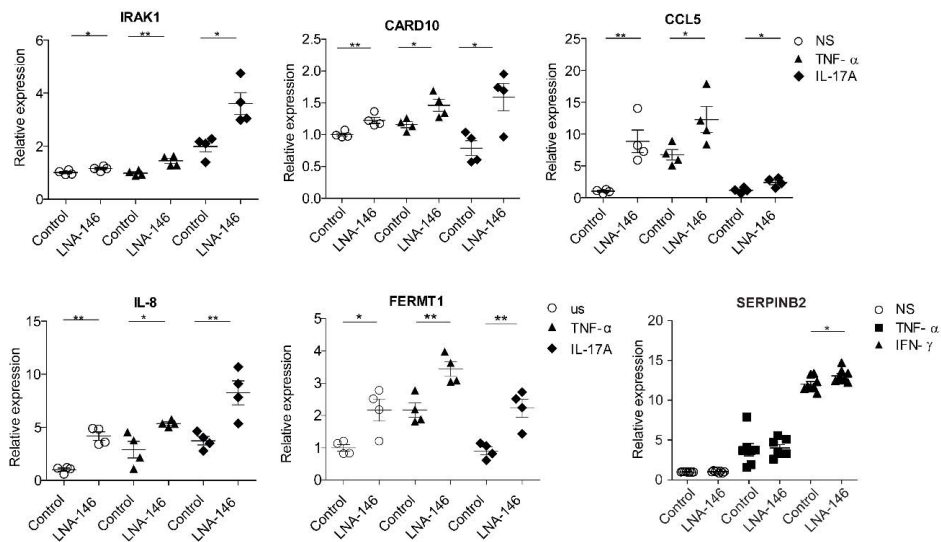 IRAK1
Relative expression
6
4
2
0
* ** *
Control
LNA-146
Control
LNA-146
Control
LNA-146
CARD10
Relative expression
2.5
2.0
1.5
1.0
0.5
0.0
** * *
Control
LNA-146
Control
LNA-146
Control
LNA-146
CCL5
Relative expression
25
20
15
10
5
0
** * *
Control
LNA-146
Control
LNA-146
Control
LNA-146
NS
TNF- α
IL-17A
IL-8
Relative expression
15
10
5
0
** * **
Control
LNA-146
Control
LNA-146
Control
LNA-146
FERMT1
Relative expression
5
4
3
2
1
0
* ** **
Control
LNA-146
Control
LNA-146
Control
LNA-146
us
TNF-α
IL-17A
SERPINB2
Relative expression
20
15
10
5
0
*
Control
LNA-146
Control
LNA-146
Control
LNA-146
NS
TNF- α
IFN- γ